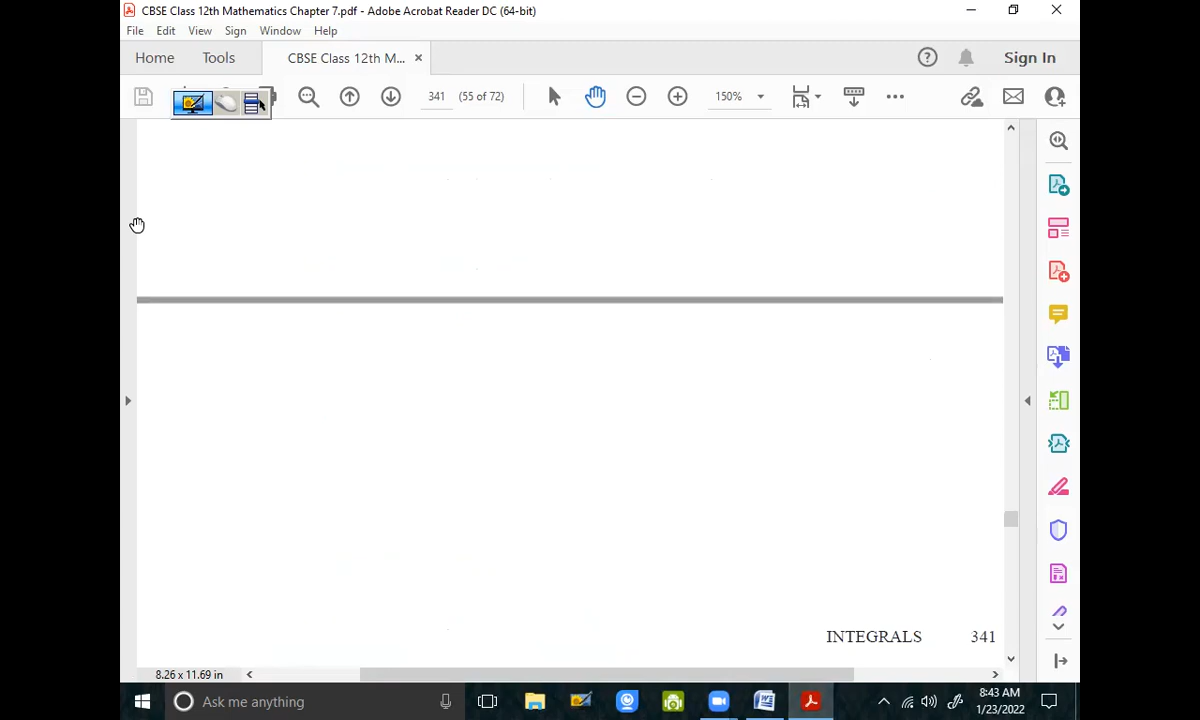 CBSE Class 12th Mathematics Chapter 7.pdf - Adobe Acrobat Reader DC (64-bit)
File Edit View Sign Window Help
Home Tools CBSE Class 12th M... × Sign In
341 (55 of 72) 150%
INTEGRALS 341
8.26 x 11.69 in
Ask me anything
8:43 AM
1/23/2022